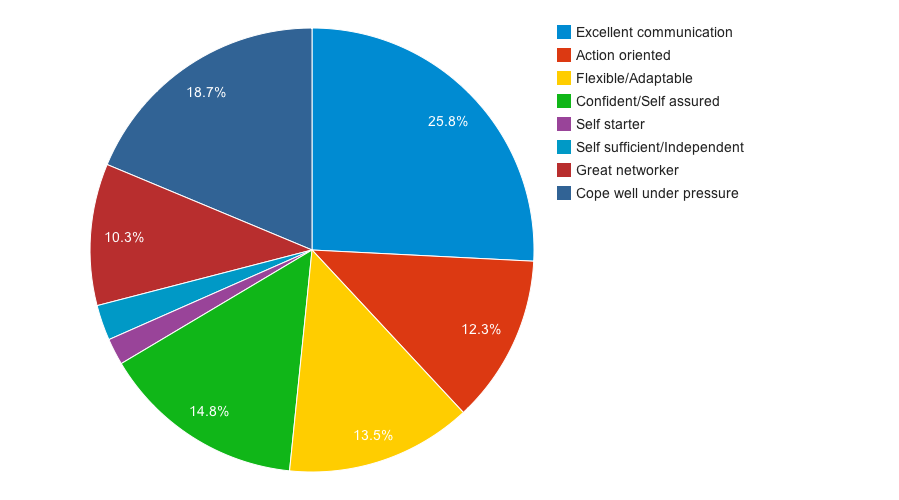 Excellent communication
Action oriented
Flexible/Adaptable
Confident/Self assured
Self starter
Self sufficient/Independent
Great networker
Cope well under pressure
18.7%
25.8%
10.3%
12.3%
14.8%
13.5%